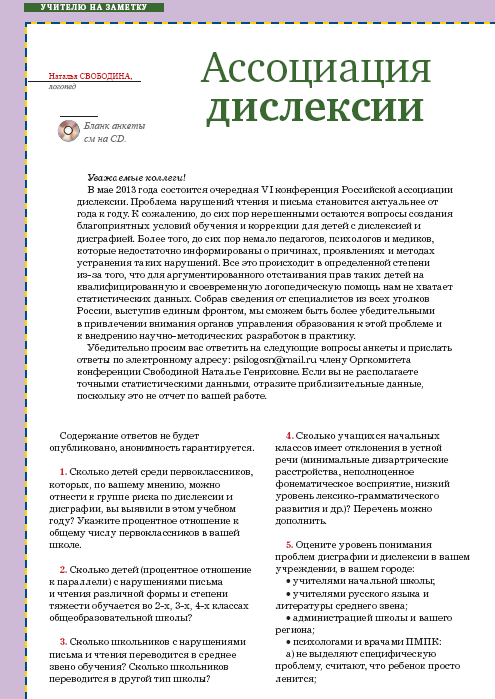 УЧИТЕЛЮ НА ЗАМЕТКУ
Наталья СВОБОДИНА,
логопед
Ассоциация
дислексии
Бланк анкеты
см на CD.
Уважаемые коллеги!
В мае 2013 года состоится очередная VI конференция Российской ассоциации
дислексии. Проблема нарушений чтения и письма становится актуальнее от
года к году. К сожалению, до сих пор нерешенными остаются вопросы создания
благоприятных условий обучения и коррекции для детей с дислексией и
дисграфией. Более того, до сих пор немало педагогов, психологов и медиков,
которые недостаточно информированы о причинах, проявлениях и методах
устранения таких нарушений. Все это происходит в определенной степени
из-за того, что для аргументированного отстаивания прав таких детей на
квалифицированную и своевременную логопедическую помощь нам не хватает
статистических данных. Собрав сведения от специалистов из всех уголков
России, выступив единым фронтом, мы сможем быть более убедительными
в привлечении внимания органов управления образования к этой проблеме и
к внедрению научно-методических разработок в практику.
Убедительно просим вас ответить на следующие вопросы анкеты и прислать
ответы по электронному адресу: psilogosn@mail.ru члену Оргкомитета
конференции Свободиной Наталье Генриховне. Если вы не располагаете
точными статистическими данными, отразите приблизительные данные,
поскольку это не отчет по вашей работе.
Содержание ответов не будет
опубликовано, анонимность гарантируется.
1. Сколько детей среди первоклассников,
которых, по вашему мнению, можно
отнести к группе риска по дислексии и
дисграфии, вы выявили в этом учебном
году? Укажите процентное отношение к
общему числу первоклассников в вашей
школе.
2. Сколько детей (процентное отношение
к параллели) с нарушениями письма
и чтения различной формы и степени
тяжести обучается во 2-х, 3-х, 4-х классах
общеобразовательной школы?
3. Сколько школьников с нарушениями
письма и чтения переводится в среднее
звено обучения? Сколько школьников
переводится в другой тип школы?
4. Сколько учащихся начальных
классов имеет отклонения в устной
речи (минимальные дизартрические
расстройства, неполноценное
фонематическое восприятие, низкий
уровень лексико-грамматического
развития и др.)? Перечень можно
дополнить.
5. Оцените уровень понимания
проблем дисграфии и дислексии в вашем
учреждении, в вашем городе:
• учителями начальной школы;
• учителями русского языка и
литературы среднего звена;
• администрацией школы и вашего
региона;
• психологами и врачами ПМПК:
а) не выделяют специфическую
проблему, считают, что ребенок просто
ленится;